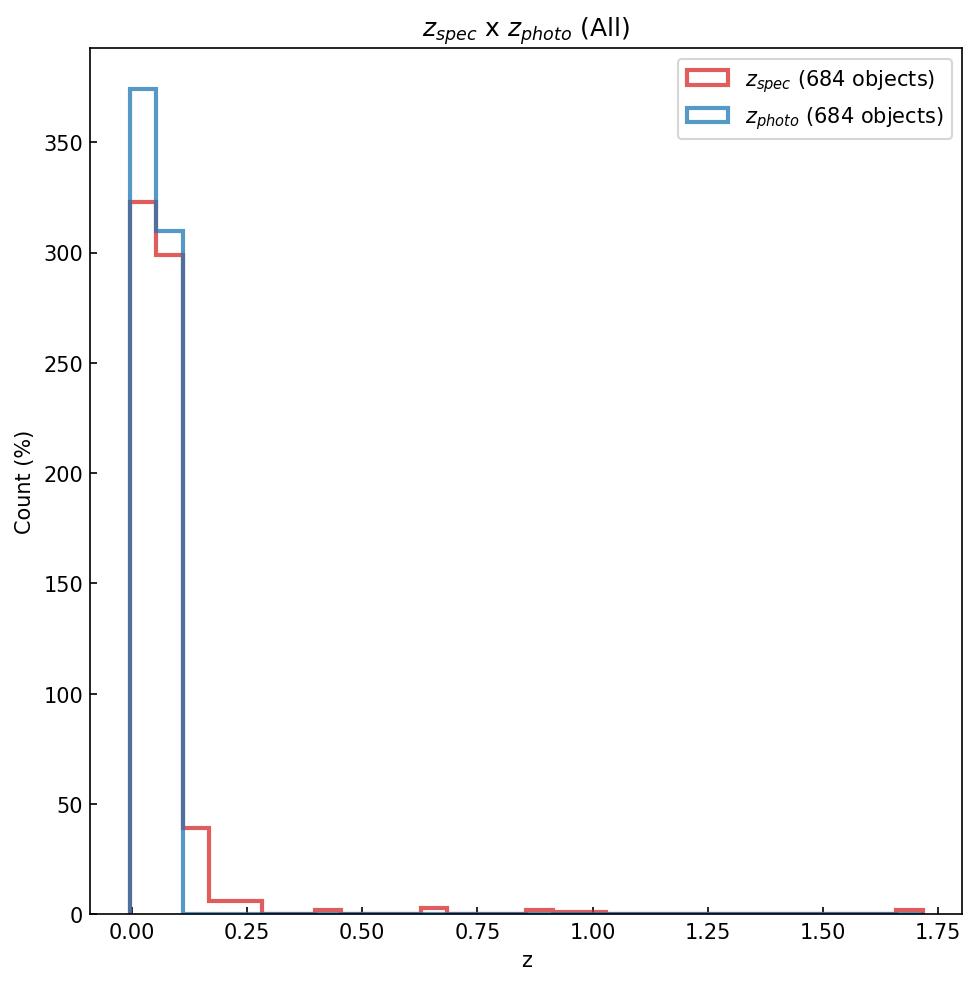 z_spec x z_photo (All)
z_spec (684 objects)
z_photo (684 objects)
Count (%)
350
300
250
200
150
100
50
0
0.00 0.25 0.50 0.75 1.00 1.25 1.50 1.75
z